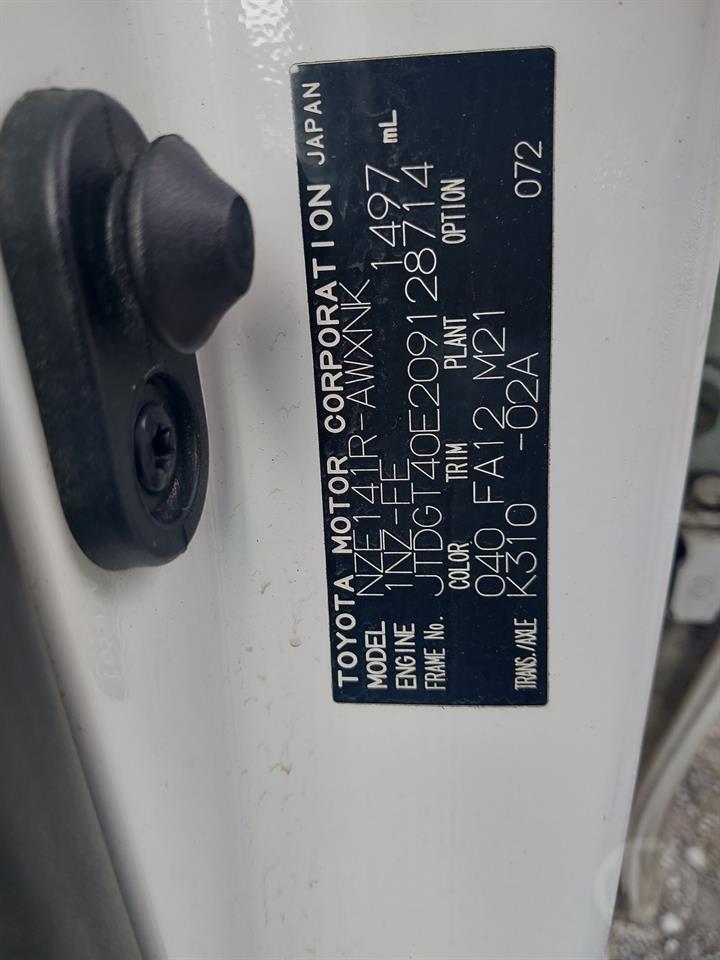 TOYOTA MOTOR CORPORATION JAPAN
MODEL NZE141R-AWXNK
ENGINE 1NZ-FE 1497 mL
FRAME No. JTDGT40E209128714
COLOR TRIM PLANT OPTION
040 FA12 M21
TRANS./AXLE K310 -02A 072